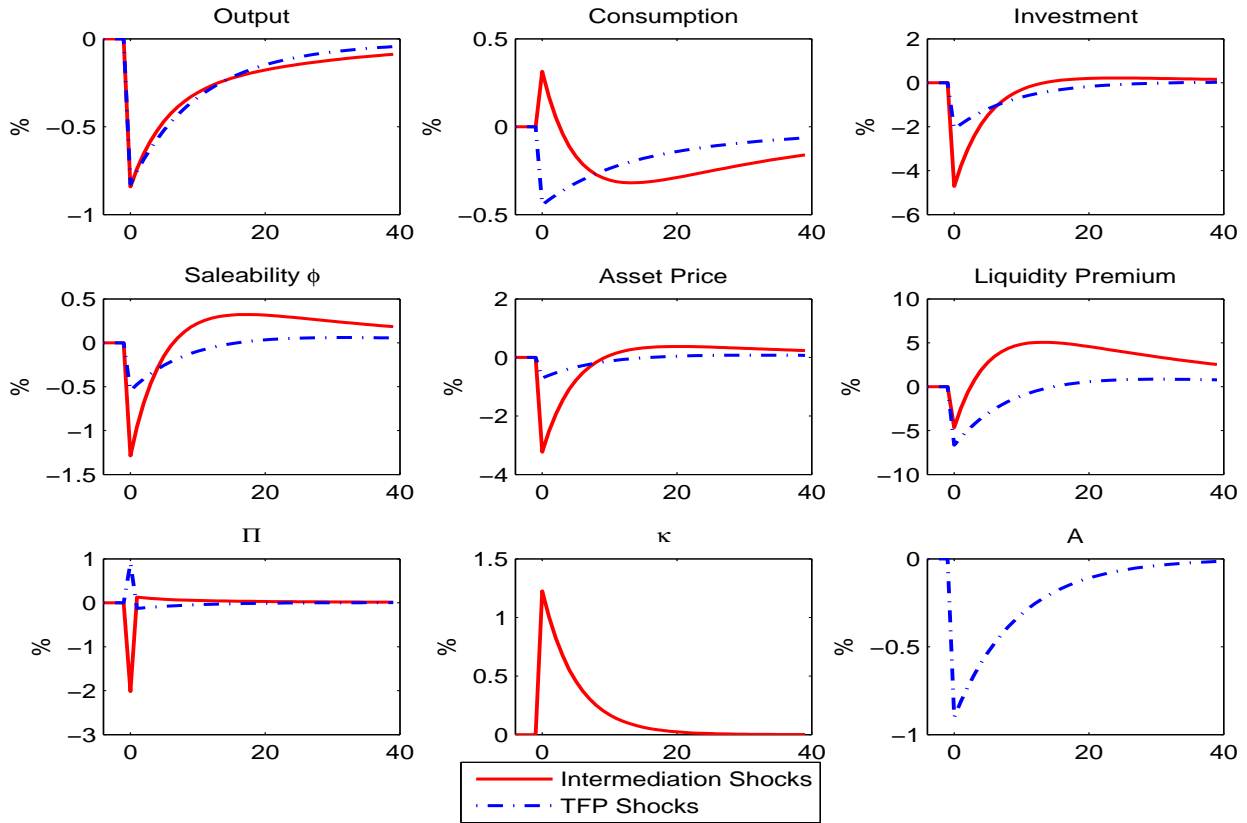 Output
Consumption
Investment
0
−0.5
−1
%
0 20 40
0.5
0
−0.5
%
0 20 40
2
0
−2
−4
−6
%
0 20 40
Saleability ϕ
Asset Price
Liquidity Premium
0.5
0
−0.5
−1
−1.5
%
0 20 40
2
0
−2
−4
%
0 20 40
10
5
0
−5
−10
%
0 20 40
Π
κ
A
1
0
−1
−2
−3
%
0 20 40
1.5
1
0.5
0
%
0 20 40
0
−0.5
−1
%
0 20 40
Intermediation Shocks
TFP Shocks